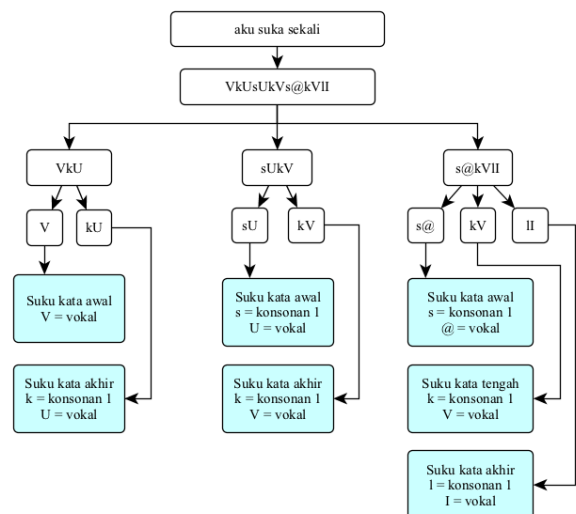 aku suka sekali
VkUsUkVs@kVlI
VkU
sUkV
s@kVlI
V
kU
sU
kV
s@
kV
lI
Suku kata awal
V = vokal
Suku kata awal
s = konsonan 1
U = vokal
Suku kata awal
s = konsonan 1
@ = vokal
Suku kata akhir
k = konsonan 1
U = vokal
Suku kata akhir
k = konsonan 1
V = vokal
Suku kata tengah
k = konsonan 1
V = vokal
Suku kata akhir
l = konsonan 1
I = vokal